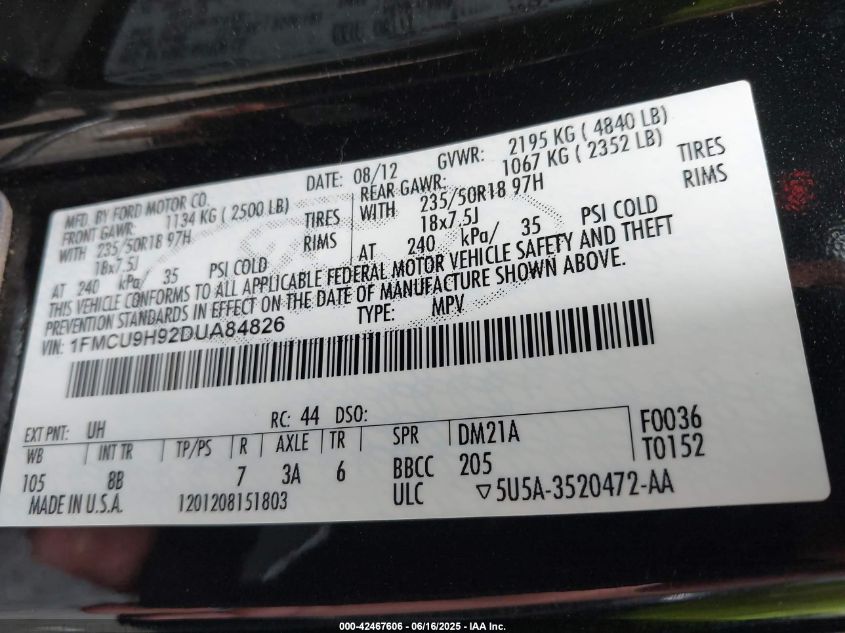 MFD. BY FORD MOTOR CO. DATE: 08/12 GVWR: 2195 KG ( 4840 LB)
FRONT GAWR: 1134 KG ( 2500 LB) REAR GAWR: 1067 KG ( 2352 LB)
WITH 235/50R18 97H TIRES WITH 235/50R18 97H TIRES
18x7.5J RIMS 18x7.5J RIMS
AT 240 kPa/ 35 PSI COLD AT 240 kPa/ 35 PSI COLD
THIS VEHICLE CONFORMS TO ALL APPLICABLE FEDERAL MOTOR VEHICLE SAFETY AND THEFT
PREVENTION STANDARDS IN EFFECT ON THE DATE OF MANUFACTURE SHOWN ABOVE.
VIN: 1FMCU9H92DUA84826 TYPE: MPV
EXT PNT: UH RC: 44 DSO: F0036
WB INT TR TP/PS R AXLE TR SPR DM21A T0152
105 8B 7 3A 6 BBCC 205
MADE IN U.S.A. 1201208151803 ULC 5U5A-3520472-AA
000-42467606 - 06/16/2025 - IAA Inc.